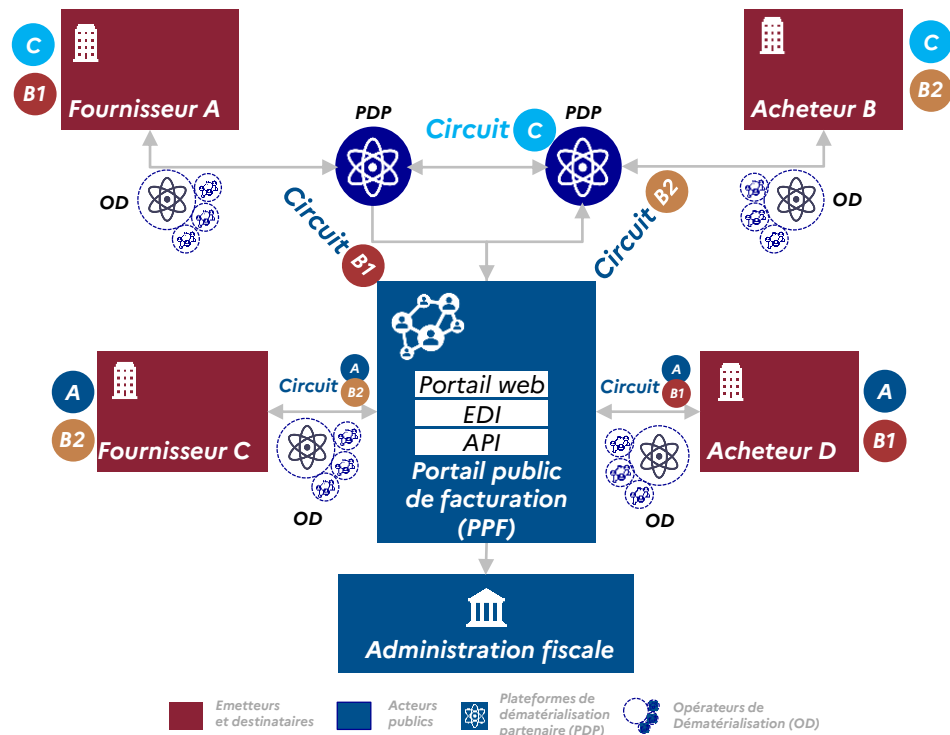 C
B1
Fournisseur A
C
B2
Acheteur B
PDP
Circuit C
PDP
OD
OD
Circuit B1
Circuit B2
A
B2
Fournisseur C
Circuit
A
B2
OD
Portail web
EDI
API
Portail public
de facturation
(PPF)
Circuit
A
B1
OD
Acheteur D
A
B1
Administration fiscale
Emetteurs
et destinataires
Acteurs
publics
Plateformes de
dématérialisation
partenaire (PDP)
Opérateurs de
Dématérialisation (OD)